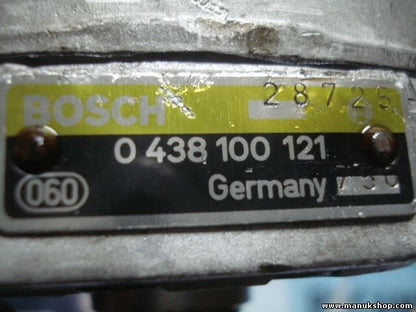 BOSCH 28725
0 438 100 121
060 Germany
www.manukshop.com